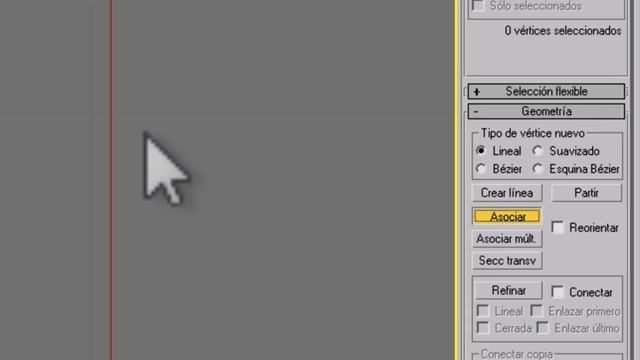 Sólo seleccionados
0 vértices seleccionados
+ Selección flexible
- Geometría
Tipo de vértice nuevo
Lineal Suavizado
Bézier Esquina Bézier
Crear línea Partir
Asociar
Reorientar
Asociar múlt.
Secc transv
Refinar Conectar
Lineal Enlazar primero
Cerrada Enlazar último
Conectar copia